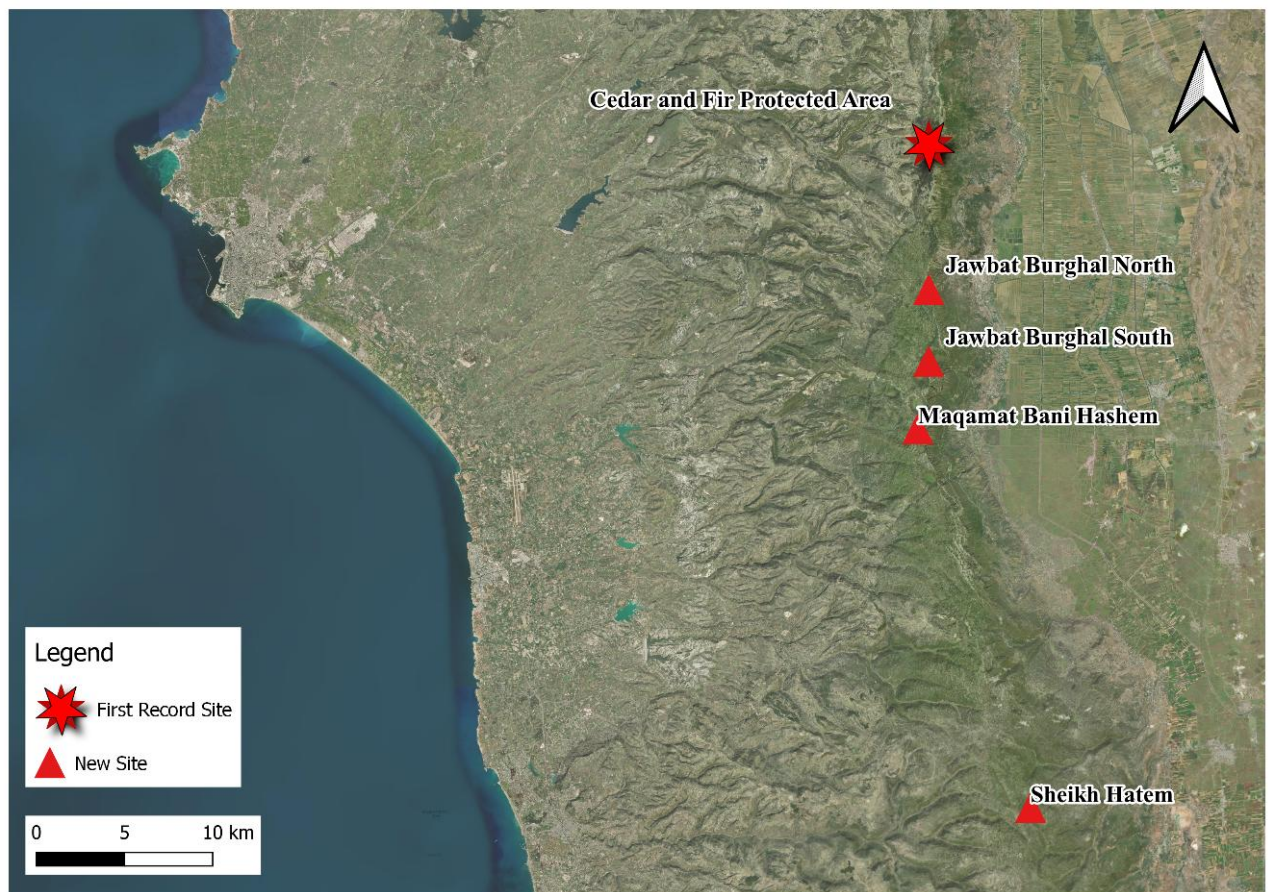 Cedar and Fir Protected Area
Jawbat Burghal North
Jawbat Burghal South
Maqamat Bani Hashem
Sheikh Hatem
Legend
First Record Site
New Site
0 5 10 km